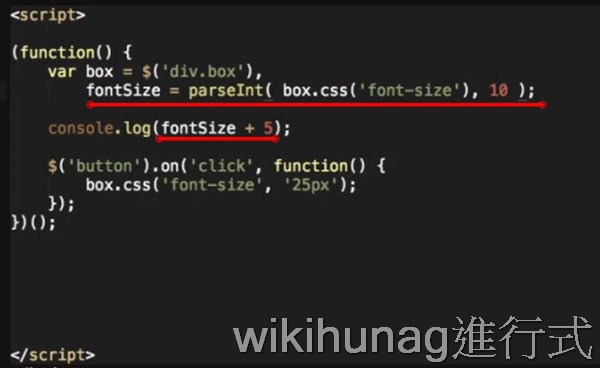 <script>
(function() {
    var box = $('div.box'),
        fontSize = parseInt( box.css('font-size'), 10 );
    console.log(fontSize + 5);
    $('button').on('click', function() {
        box.css('font-size', '25px');
    });
})();
wikihunag進行式
</script>